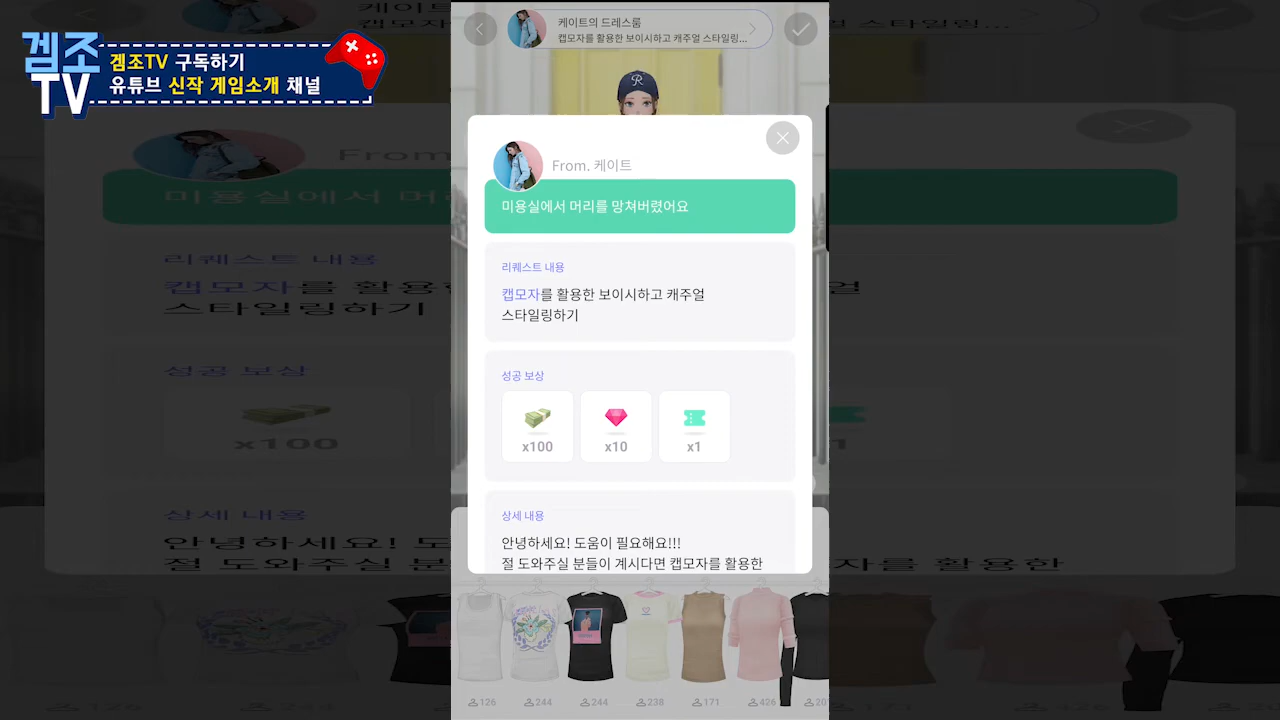 겜조
TV
겜조TV 구독하기
유튜브 신작 게임소개 채널
케이트의 드레스룸
캡모자를 활용한 보이시하고 캐주얼 스타일링...
From. 케이트
미용실에서 머리를 망쳐버렸어요
리퀘스트 내용
캡모자를 활용한 보이시하고 캐주얼
스타일링하기
성공 보상
x100
x10
x1
상세 내용
안녕하세요! 도움이 필요해요!!!
절 도와주실 분들이 계시다면 캡모자를 활용한
126
244
244
238
171
426
20